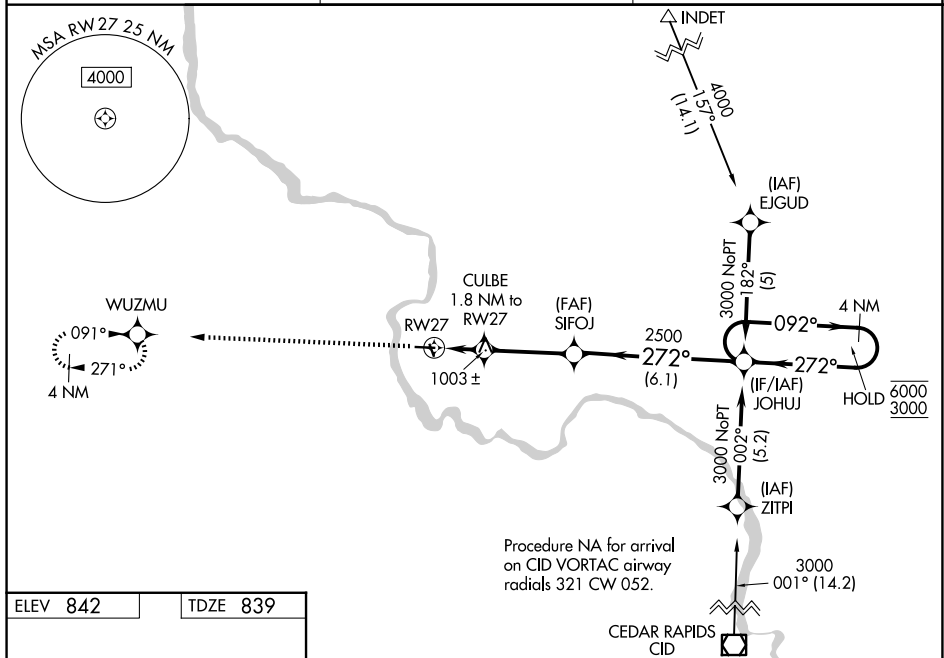 MSA RW27 25 NM
4000
INDET
4000
157°
(14.1)
(IAF)
EJGUD
3000 NoPT
182°
(5)
4 NM
092°
272°
HOLD
6000
3000
(IF/IAF)
JOHUJ
2500
272°
(6.1)
(FAF)
SIFOJ
CULBE
1.8 NM to
RW27
RW27
1003 ±
WUZMU
091°
271°
4 NM
3000 NoPT
002°
(5.2)
(IAF)
ZITPI
Procedure NA for arrival
on CID VORTAC airway
radials 321 CW 052.
3000
001° (14.2)
CEDAR RAPIDS
CID
ELEV 842
TDZE 839